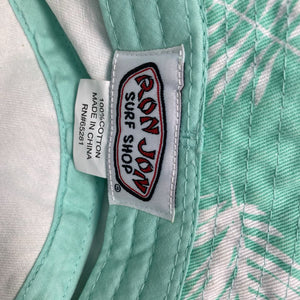 RON JON
SURF SHOP
®
100%COTTON
MADE IN CHINA
RN#65281